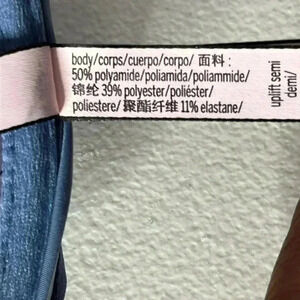 body/corps/cuerpo/corpo/ 面料 :
50% polyamide/poliamida/poliammide/
锦纶 39% polyester/poliéster/
poliestere/ 聚酯纤维 11% elastane/
uplift semi
demi/